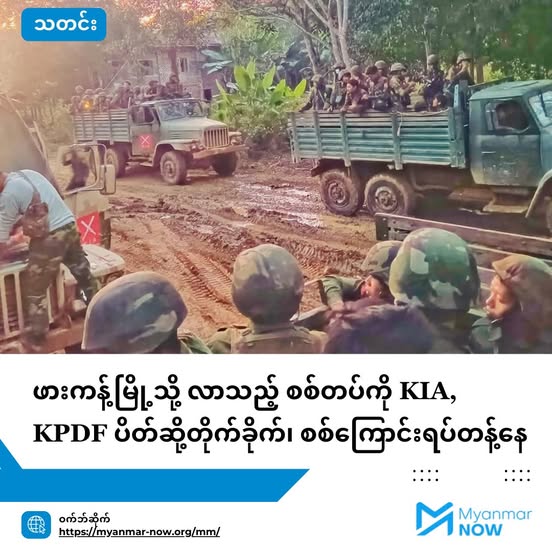 သတင်း
ဖားကန့်မြို့သို့ လာသည့် စစ်တပ်ကို KIA,
KPDF ပိတ်ဆို့တိုက်ခိုက်၊ စစ်ကြောင်းရပ်တန့်နေ
ဝက်ဘ်ဆိုက်
https://myanmar-now.org/mm/
Myanmar
NOW